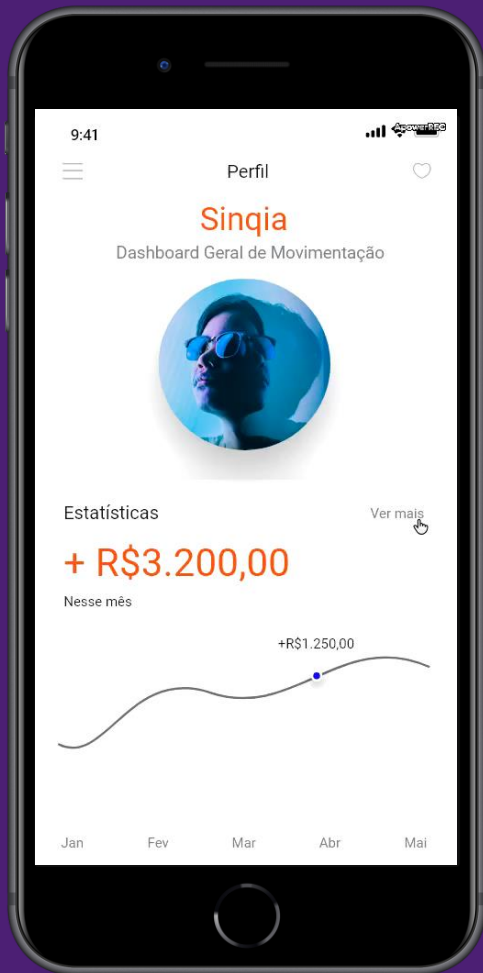 9:41
ApowerREC
Perfil
Sinqia
Dashboard Geral de Movimentação
Estatísticas
Ver mais
+ R$3.200,00
Nesse mês
+R$1.250,00
Jan Fev Mar Abr Mai